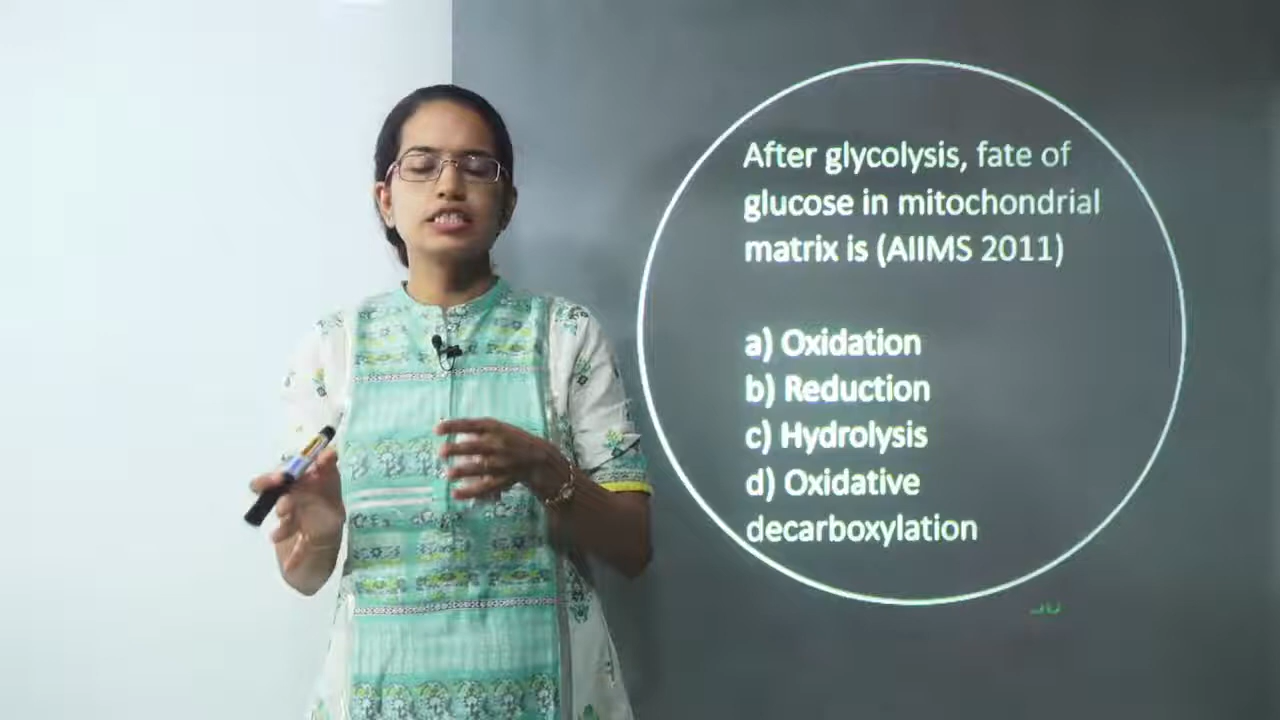 After glycolysis, fate of
glucose in mitochondrial
matrix is (AIIMS 2011)
a) Oxidation
b) Reduction
c) Hydrolysis
d) Oxidative
decarboxylation